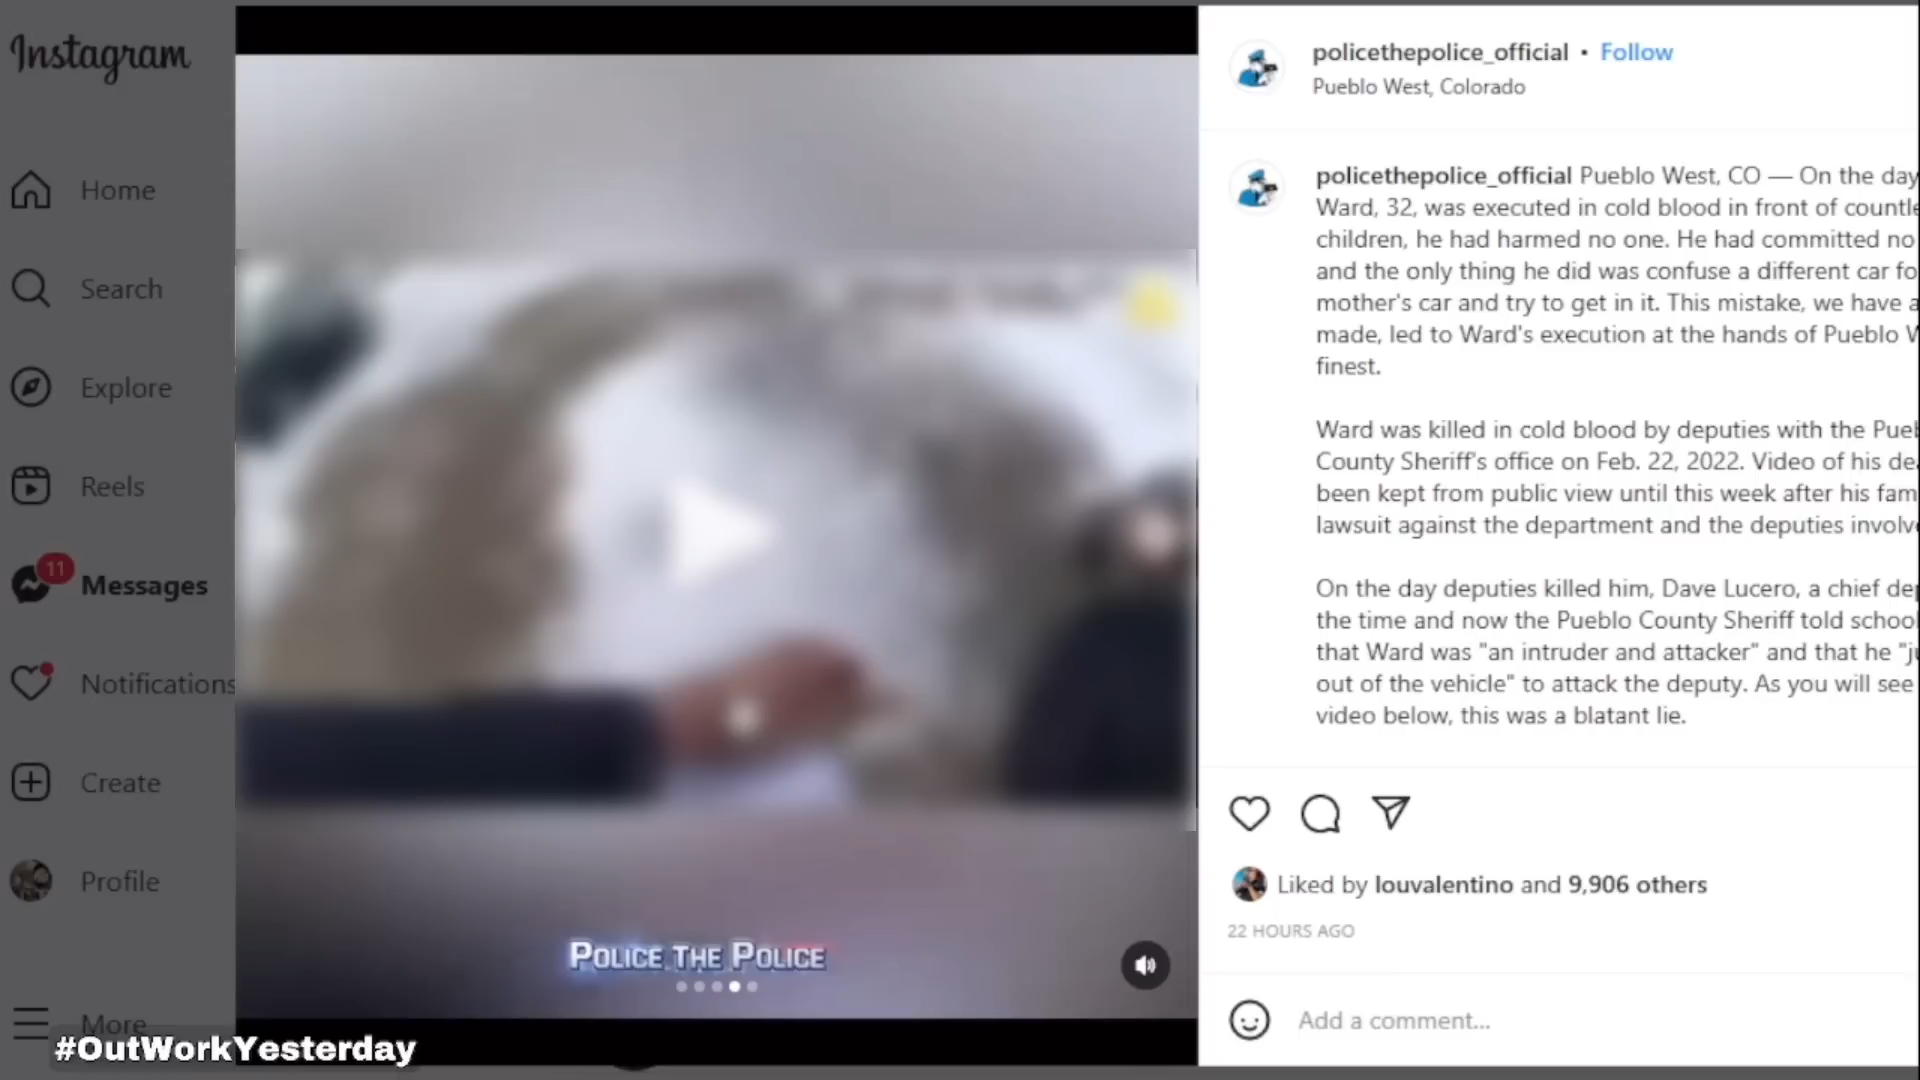 Instagram
Home
Search
Explore
Reels
11
Messages
Notifications
Create
Profile
More
#OutWorkYesterday
POLICE THE POLICE
policethepolice_official • Follow
Pueblo West, Colorado
policethepolice_official Pueblo West, CO — On the day
Ward, 32, was executed in cold blood in front of countle
children, he had harmed no one. He had committed no
and the only thing he did was confuse a different car fo
mother's car and try to get in it. This mistake, we have a
made, led to Ward's execution at the hands of Pueblo W
finest.
Ward was killed in cold blood by deputies with the Pueb
County Sheriff's office on Feb. 22, 2022. Video of his dea
been kept from public view until this week after his fam
lawsuit against the department and the deputies involve
On the day deputies killed him, Dave Lucero, a chief dep
the time and now the Pueblo County Sheriff told school
that Ward was "an intruder and attacker" and that he "ju
out of the vehicle" to attack the deputy. As you will see
video below, this was a blatant lie.
Liked by louvalentino and 9,906 others
22 HOURS AGO
Add a comment...